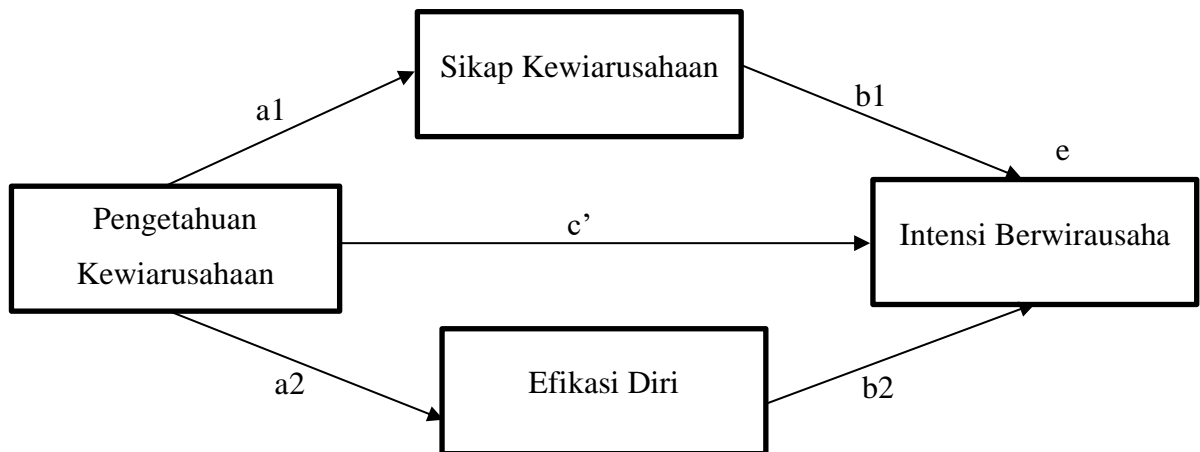 Sikap Kewiarusahaan
a1
b1
e
Pengetahuan
Kewiarusahaan
c’
Intensi Berwirausaha
a2
Efikasi Diri
b2